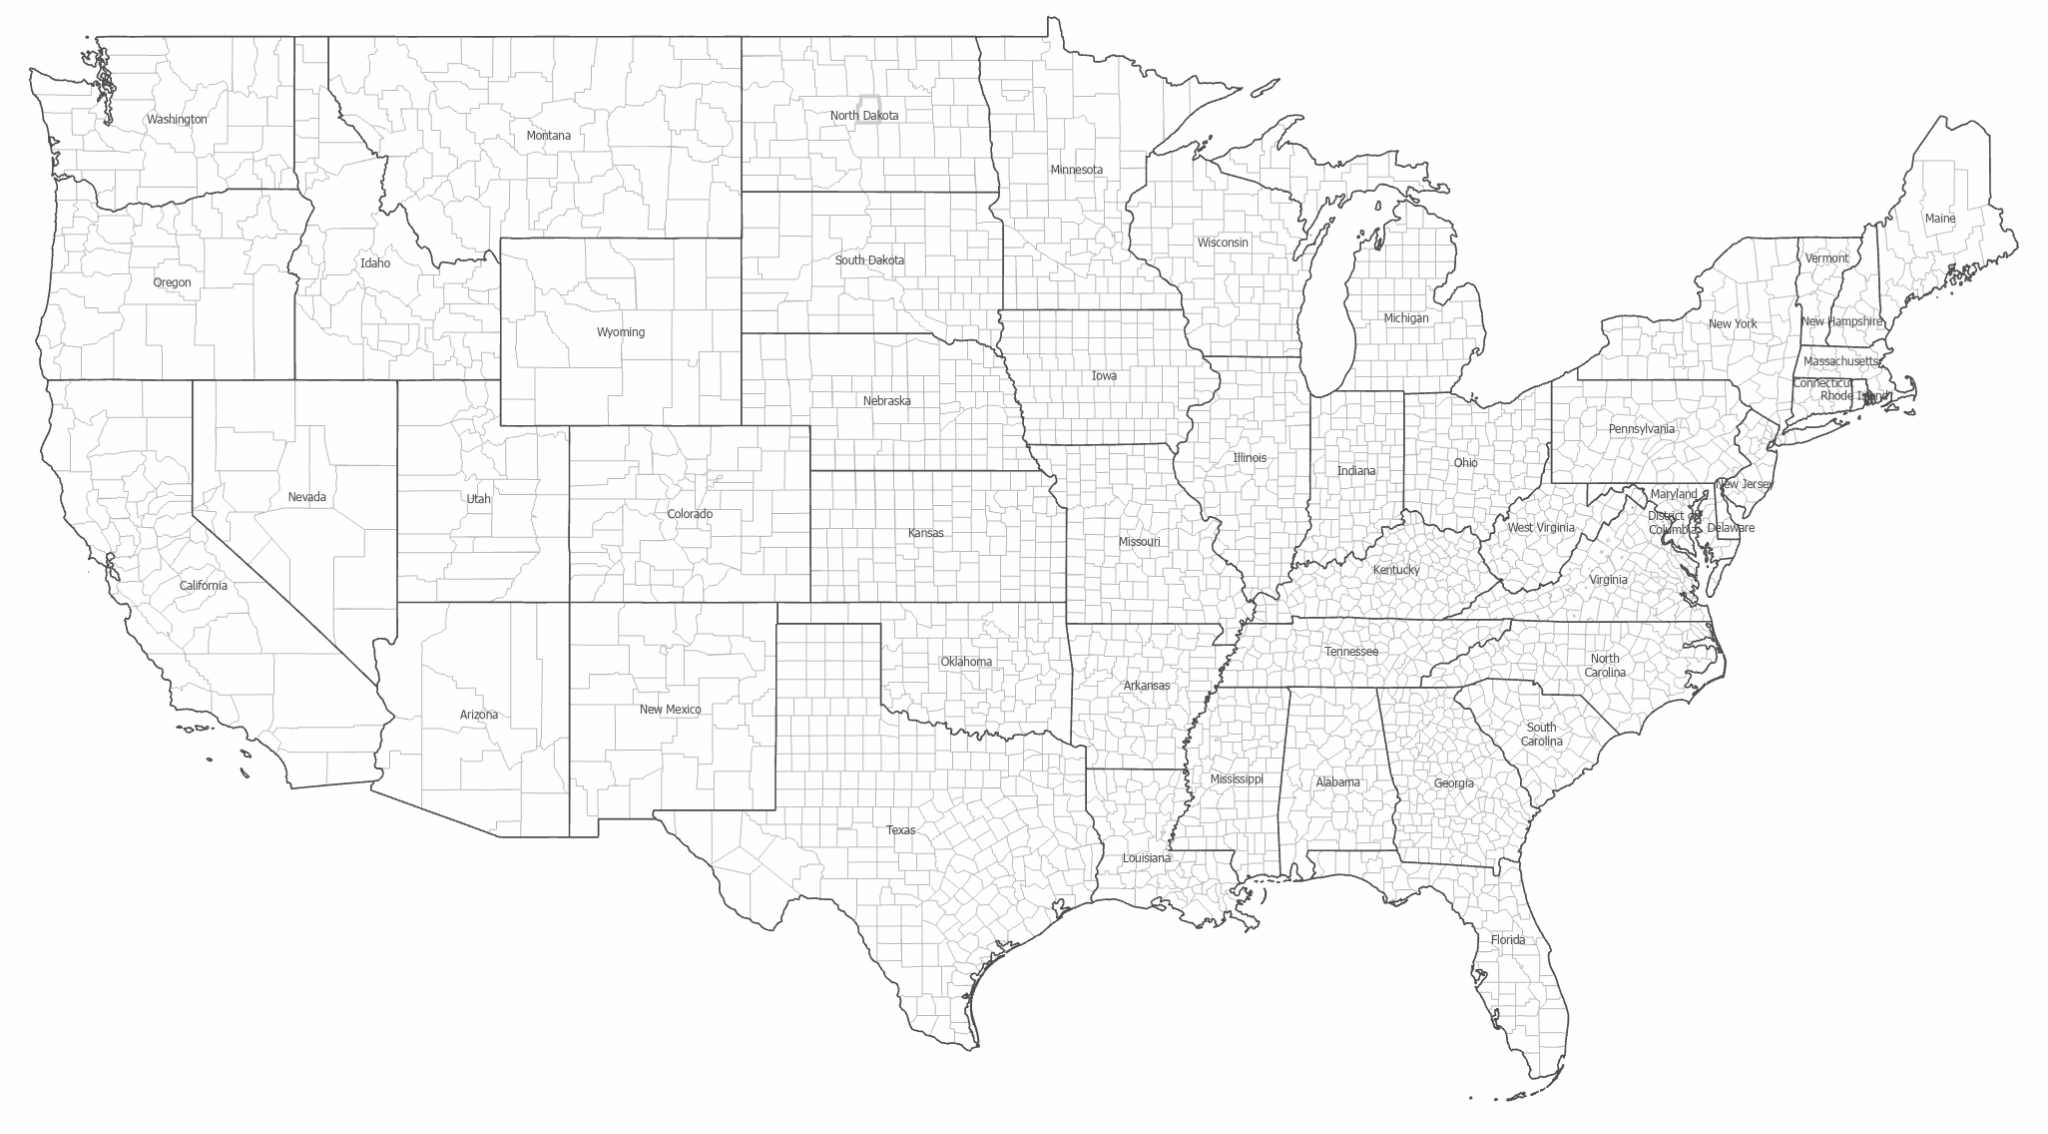 Washington
Montana
North Dakota
Minnesota
Maine
Wisconsin
Vermont
South Dakota
Idaho
Oregon
Michigan
New York
New Hampshire
Wyoming
Massachusetts
Iowa
Connecticut
Rhode Island
Nebraska
Pennsylvania
Illinois
Ohio
Indiana
New Jersey
Maryland
Nevada
Utah
Colorado
District of
Columbia
West Virginia
Delaware
Kansas
Missouri
Kentucky
Virginia
California
Tennessee
North
Carolina
Oklahoma
Arkansas
New Mexico
Arizona
South
Carolina
Mississippi
Alabama
Georgia
Texas
Louisiana
Florida